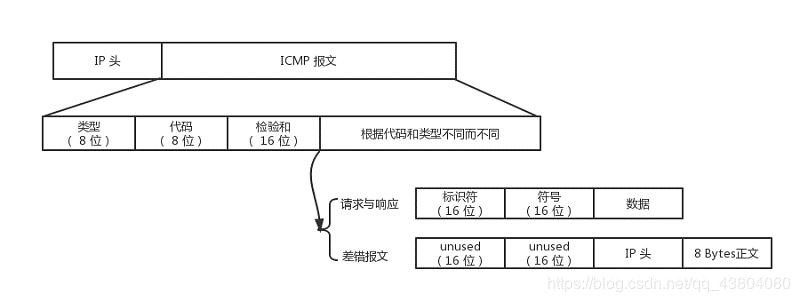 IP 头
ICMP 报文
类型
（ 8 位）
代码
（ 8 位）
检验和
（ 16 位）
根据代码和类型不同而不同
请求与响应
标识符
（16 位）
符号
（16 位）
数据
差错报文
unused
（16 位）
unused
（16 位）
IP 头
8 Bytes正文
https://blog.csdn.net/qq_43604060